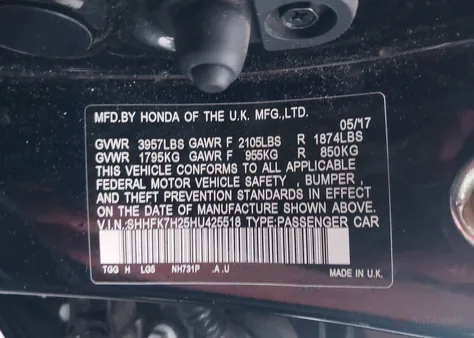 MFD.BY HONDA OF THE U.K. MFG.,LTD.
05/17
GVWR 3957LBS GAWR F 2105LBS R 1874LBS
GVWR 1795KG GAWR F 955KG R 850KG
THIS VEHICLE CONFORMS TO ALL APPLICABLE
FEDERAL MOTOR VEHICLE SAFETY , BUMPER ,
AND THEFT PREVENTION STANDARDS IN EFFECT
ON THE DATE OF MANUFACTURE SHOWN ABOVE.
V.I.N.:SHHFK7H25HU425518 TYPE:PASSENGER CAR
TGG H LG5 NH731P .A .U
MADE IN U.K.
AUTASTAT